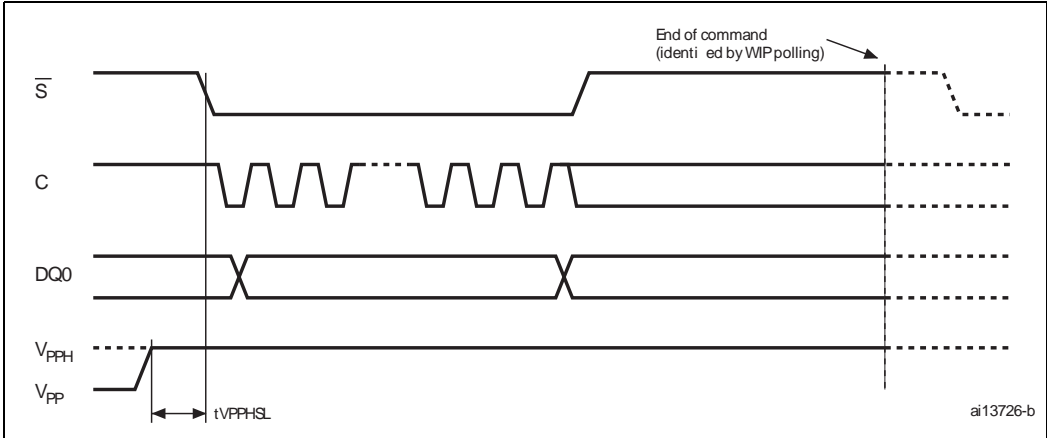 End of command
(identi ed by WIP polling)
S
C
DQ0
VPPH
VPP
tVPPHSL
ai13726-b